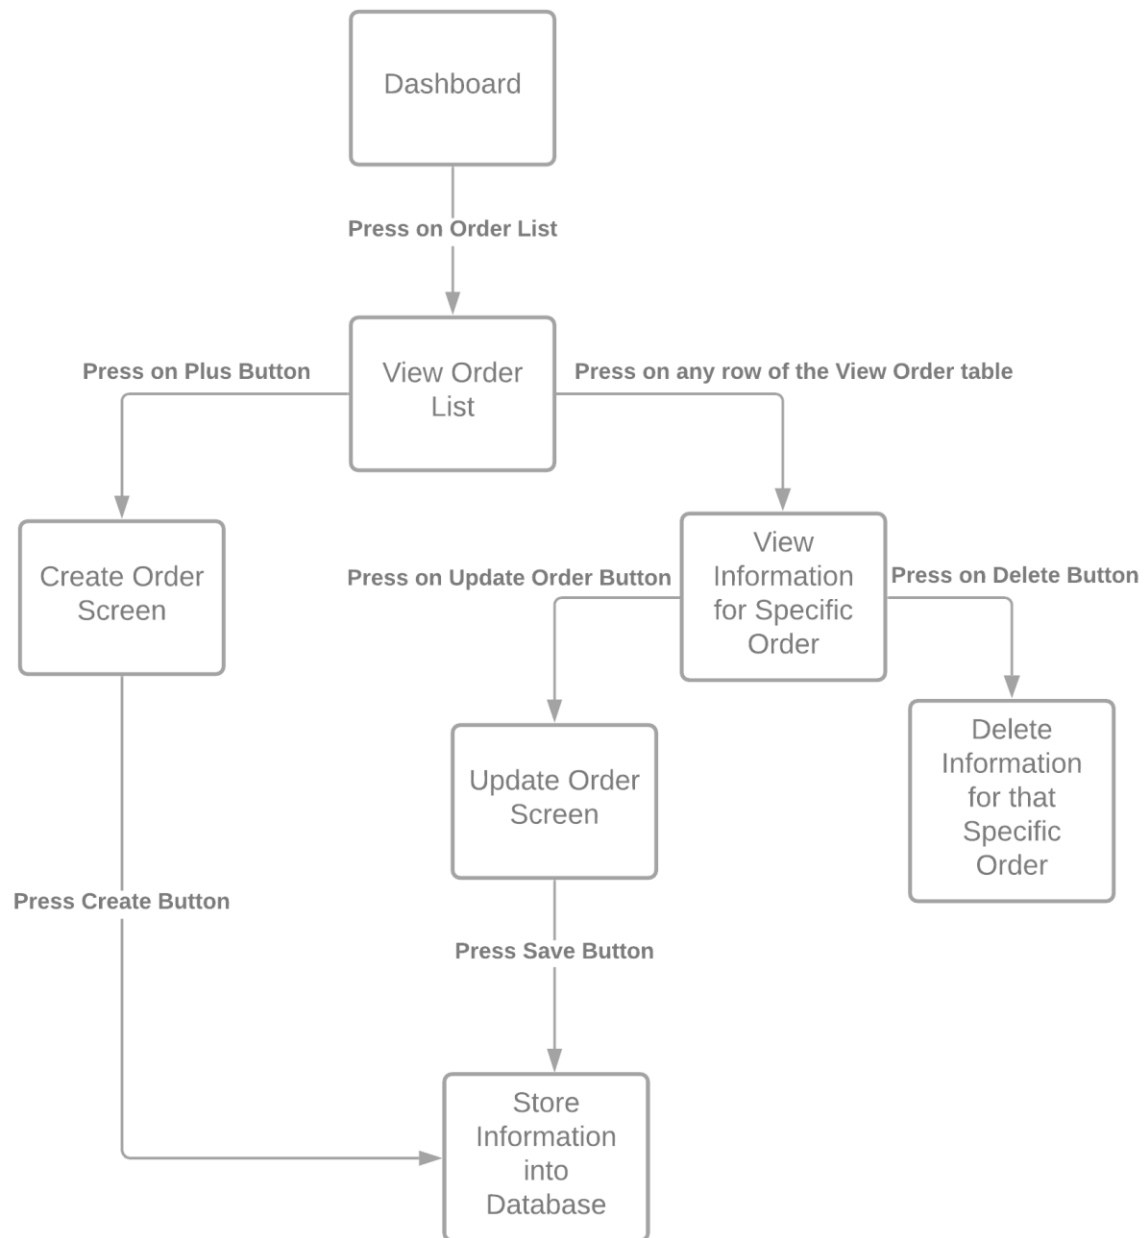 Dashboard
Press on Order List
View Order
List
Press on Plus Button
Press on any row of the View Order table
Create Order
Screen
View
Information
for Specific
Order
Press on Update Order Button
Press on Delete Button
Update Order
Screen
Delete
Information
for that
Specific
Order
Press Create Button
Press Save Button
Store
Information
into
Database